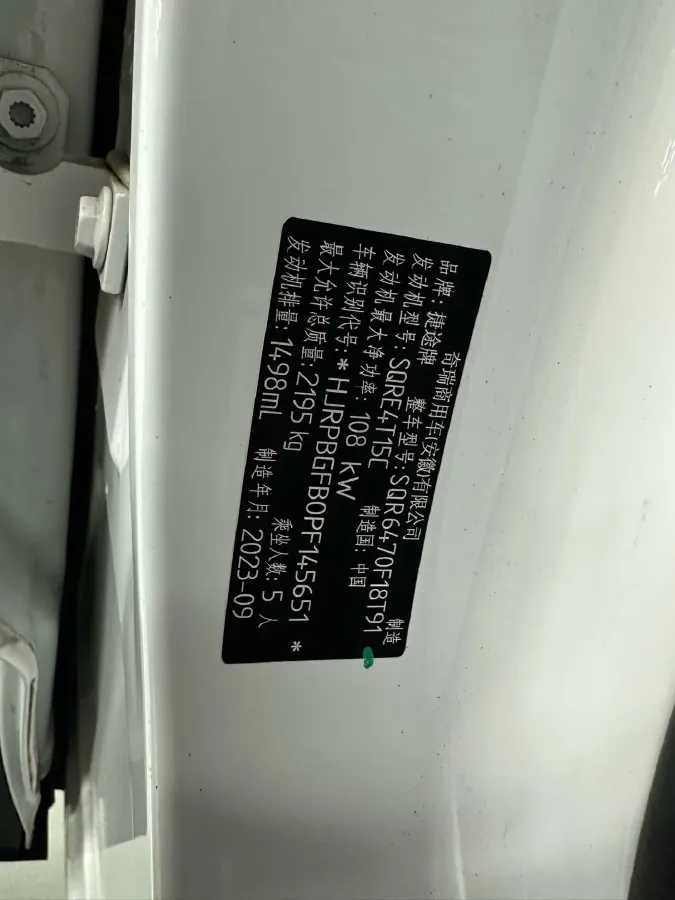 奇瑞商用车(安徽)有限公司 制造
品牌：捷途牌 整车型号：SQR6470F18T91
发动机型号：SQRE4T15C 制造国：中国
发动机最大净功率：108 kW
车辆识别代号：*HJRPBGFB0PF145651*
最大允许总质量：2195 kg 乘坐人数：5 人
发动机排量：1498mL 制造年月：2023-09